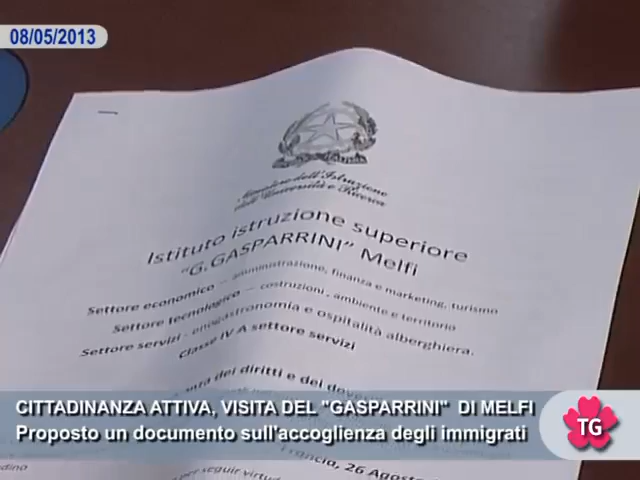 08/05/2013
Ministero dell'Istruzione
dell'Università e Ricerca
Istituto istruzione superiore
"G.GASPARRINI" Melfi
Settore economico – amministrazione, finanza e marketing, turismo
Settore tecnologico – costruzioni, ambiente e territorio
Settore servizi - enogastronomia e ospitalità alberghiera.
Classe IV A settore servizi
dei diritti e dei
CITTADINANZA ATTIVA, VISITA DEL "GASPARRINI" DI MELFI
Proposto un documento sull'accoglienza degli immigrati
TG
26
per seguir